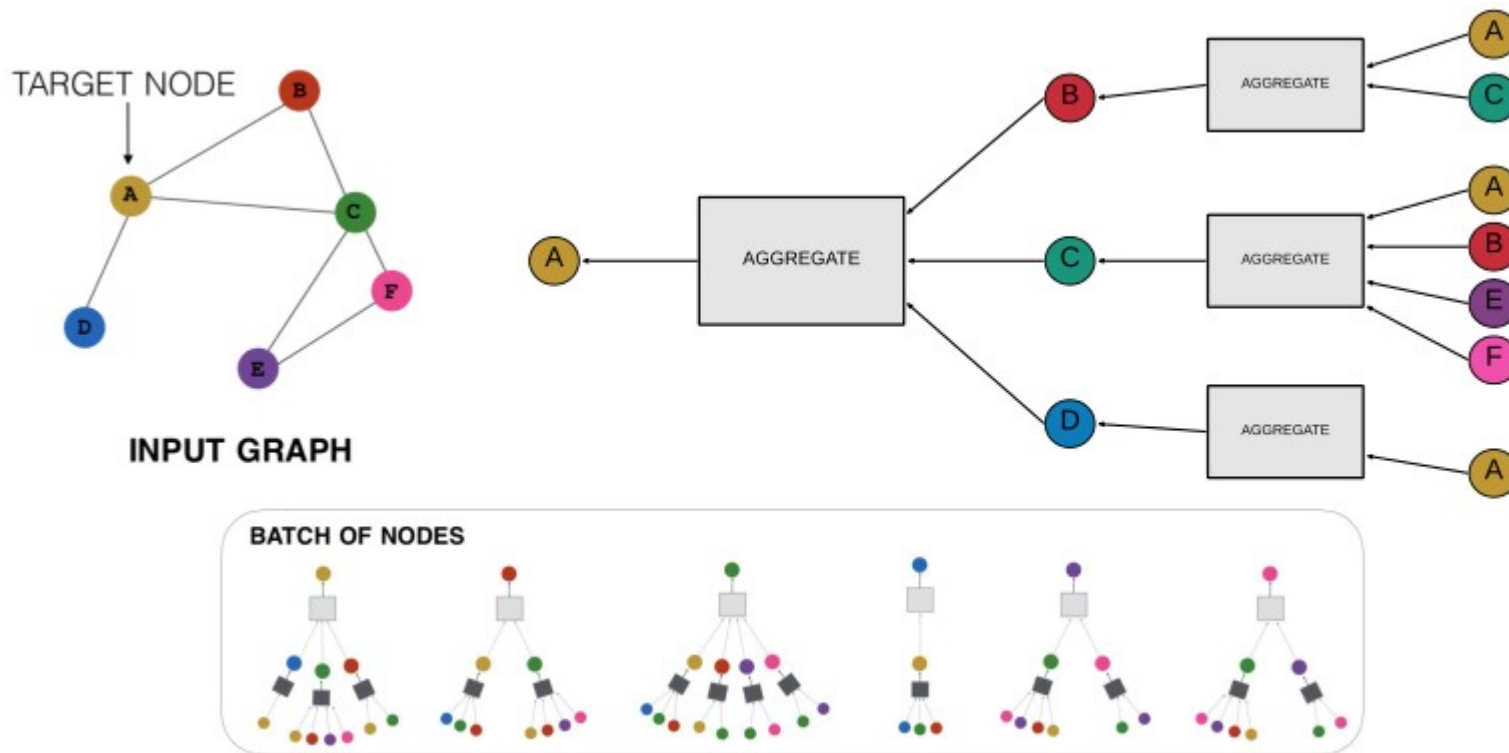 TARGET NODE
B
A
C
F
D
E
INPUT GRAPH
A
AGGREGATE
B
C
D
AGGREGATE
AGGREGATE
AGGREGATE
A
C
A
B
E
F
A
BATCH OF NODES